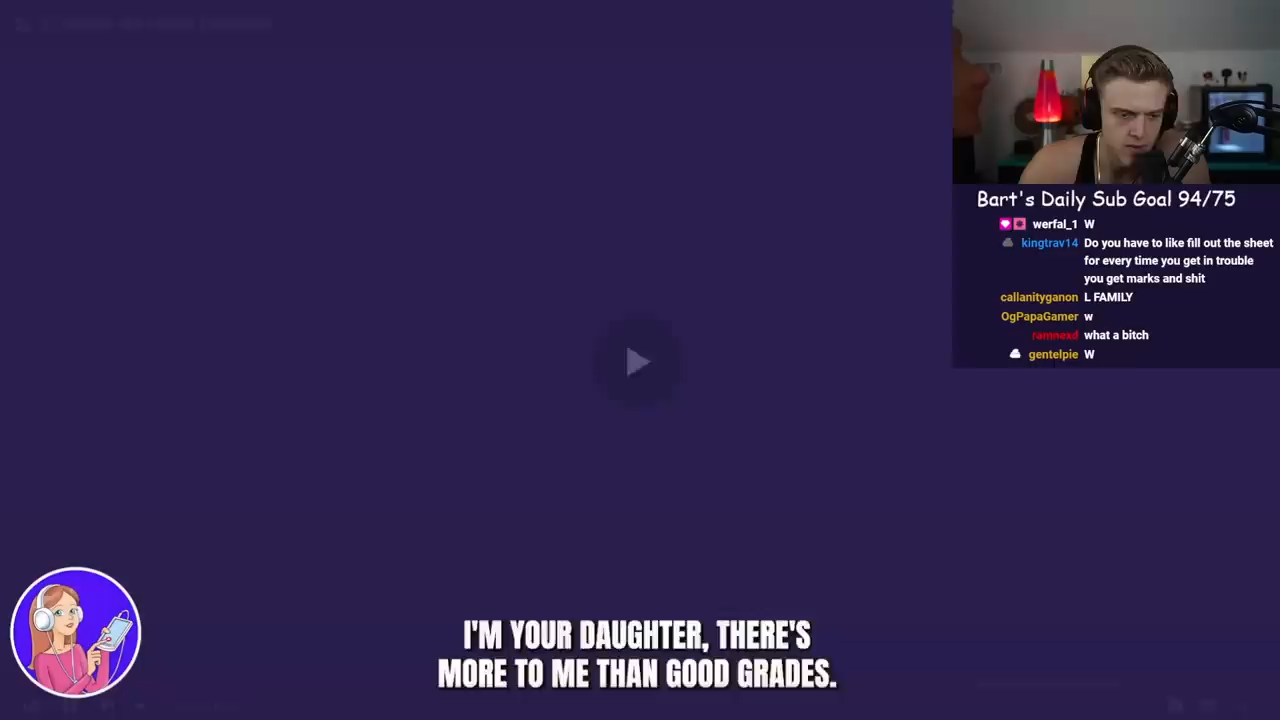 Bart's Daily Sub Goal 94/75
werfal_1 W
kingtrav14 Do you have to like fill out the sheet
for every time you get in trouble
you get marks and shit
callanityganon L FAMILY
OgPapaGamer w
ramnexd what a bitch
gentelpie W
I'M YOUR DAUGHTER, THERE'S
MORE TO ME THAN GOOD GRADES.